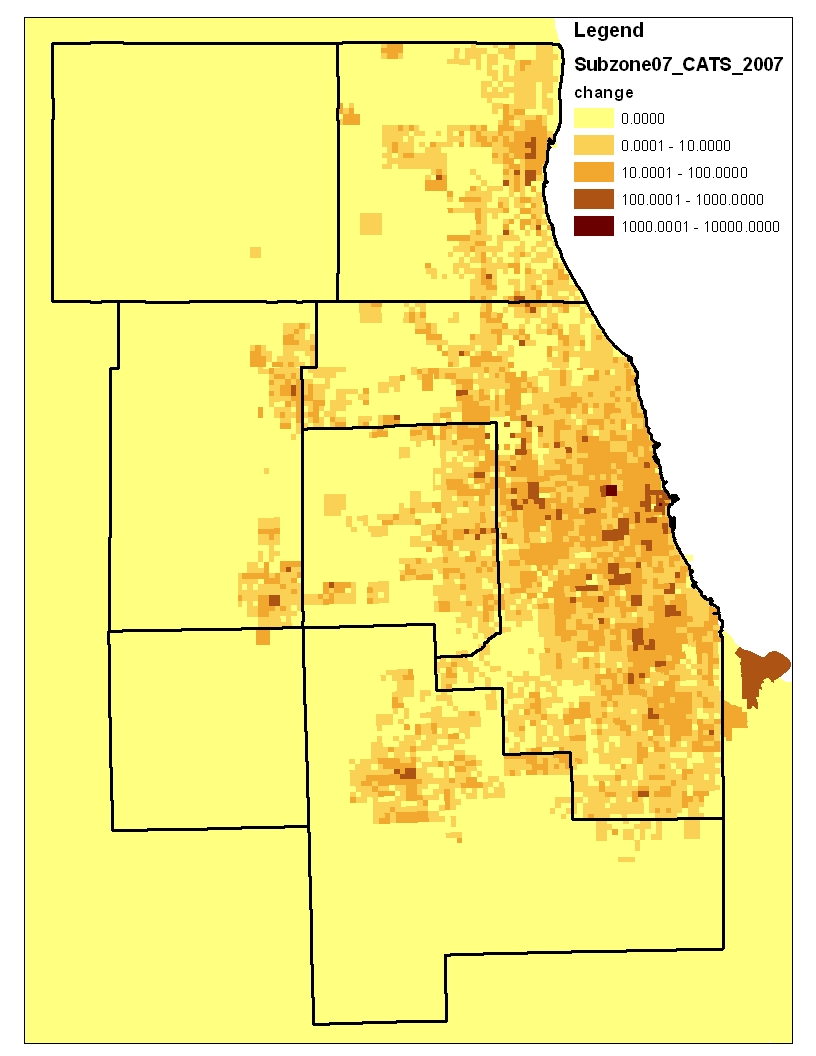 Legend
Subzone07_CATS_2007
change
0.0000
0.0001 - 10.0000
10.0001 - 100.0000
100.0001 - 1000.0000
1000.0001 - 10000.0000